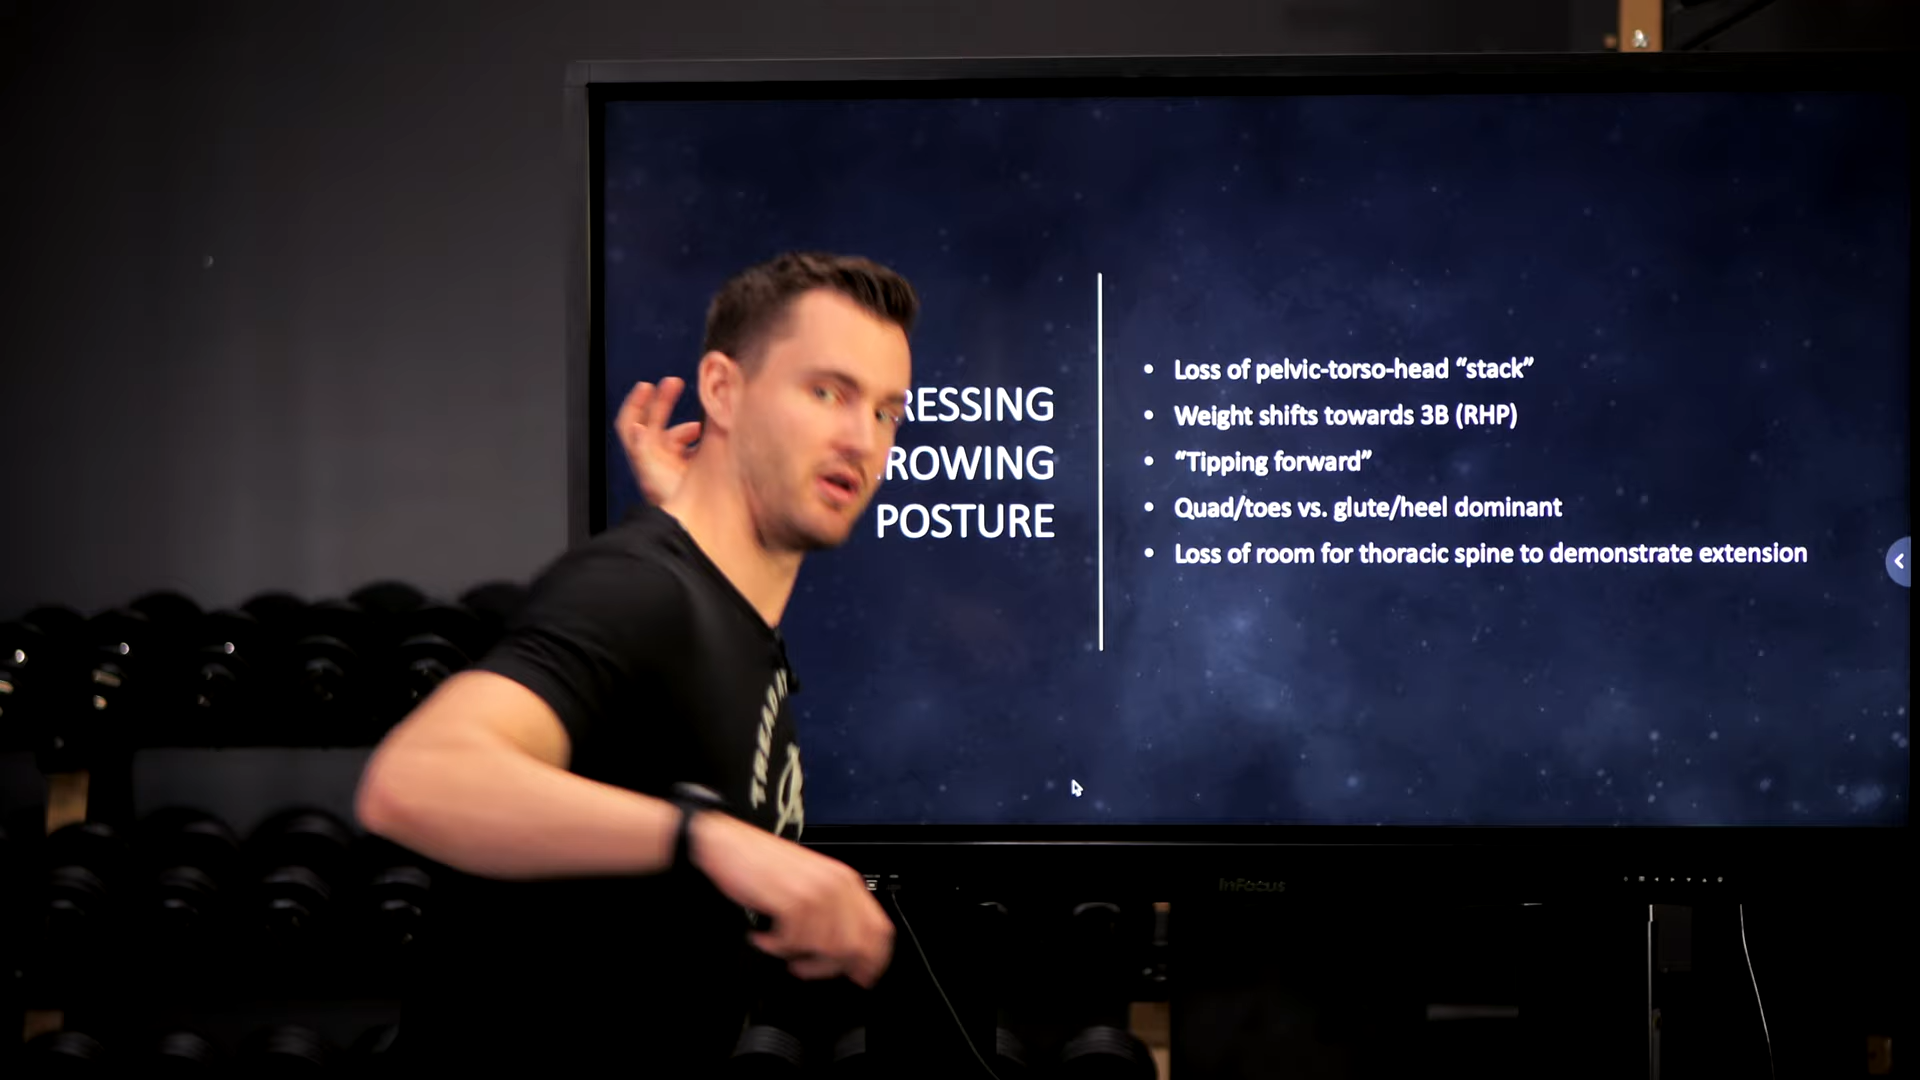 RESSING
ROWING
POSTURE
• Loss of pelvic-torso-head “stack”
• Weight shifts towards 3B (RHP)
• “Tipping forward”
• Quad/toes vs. glute/heel dominant
• Loss of room for thoracic spine to demonstrate extension
InFocus